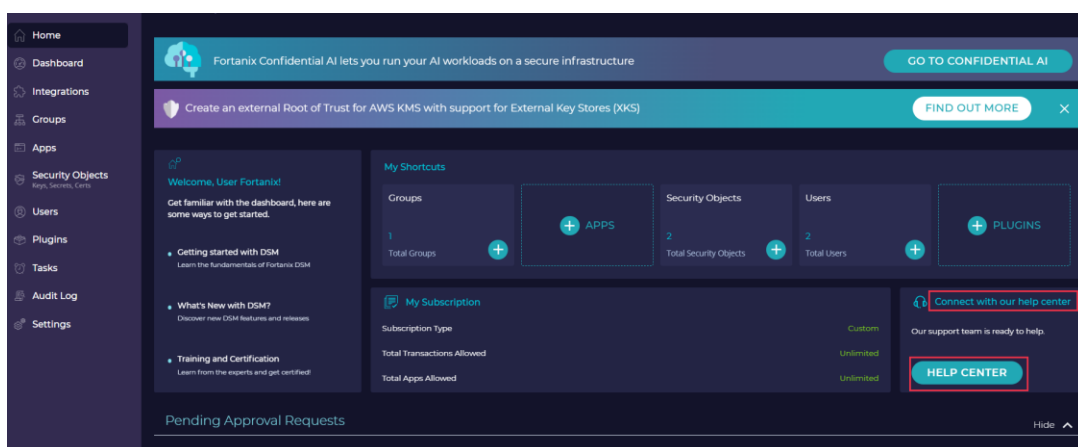 Home
Dashboard
Integrations
Groups
Apps
Security Objects
Keys, Secrets, Certs
Users
Plugins
Tasks
Audit Log
Settings
Fortanix Confidential AI lets you run your AI workloads on a secure infrastructure
GO TO CONFIDENTIAL AI
Create an external Root of Trust for AWS KMS with support for External Key Stores (XKS)
FIND OUT MORE
Welcome, User Fortanix!
Get familiar with the dashboard, here are
some ways to get started.
Getting started with DSM
Learn the fundamentals of Fortanix DSM
What's New with DSM?
Discover new DSM features and releases
Training and Certification
Learn from the experts and get certified!
My Shortcuts
Groups
1
Total Groups
APPS
Security Objects
2
Total Security Objects
Users
2
Total Users
PLUGINS
My Subscription
Subscription Type
Custom
Total Transactions Allowed
Unlimited
Total Apps Allowed
Unlimited
Connect with our help center
Our support team is ready to help.
HELP CENTER
Pending Approval Requests
Hide